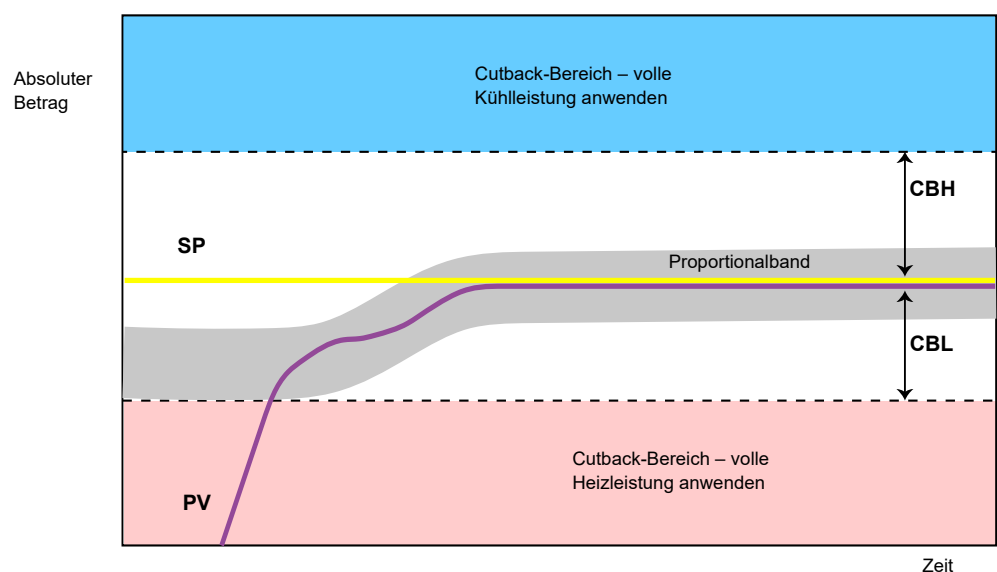 Absoluter
Betrag
Cutback-Bereich – volle
Kühlleistung anwenden
CBH
SP
Proportionalband
CBL
Cutback-Bereich – volle
Heizleistung anwenden
PV
Zeit